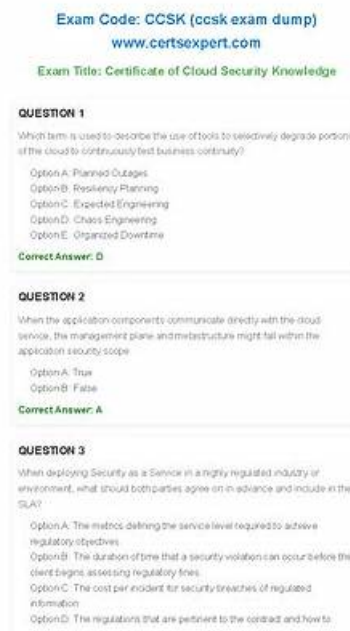 Exam Code: CCSK (ccsk exam dump)
www.certsexpert.com
Exam Title: Certificate of Cloud Security Knowledge
QUESTION 1
Which term is used to describe the use of tools to selectively degrade portions
of the cloud to continuously test business continuity?
Option A: Planned Outages
Option B: Resiliency Planning
Option C: Expected Engineering
Option D: Chaos Engineering
Option E: Organized Downtime
Correct Answer: D
QUESTION 2
When the application components communicate directly with the cloud
service, the management plane and metastructure might fall within the
application security scope
Option A: True
Option B: False
Correct Answer: A
QUESTION 3
When deploying Security as a Service in a highly regulated industry or
environment, what should both parties agree on in advance and include in the
SLA?
Option A: The metrics defining the service level required to achieve
regulatory objectives
Option B: The duration of time that a security violation can occur before the
client begins assessing regulatory fines
Option C: The cost per incident for security breaches of regulated
information
Option D: The regulations that are pertinent to the contract and how to